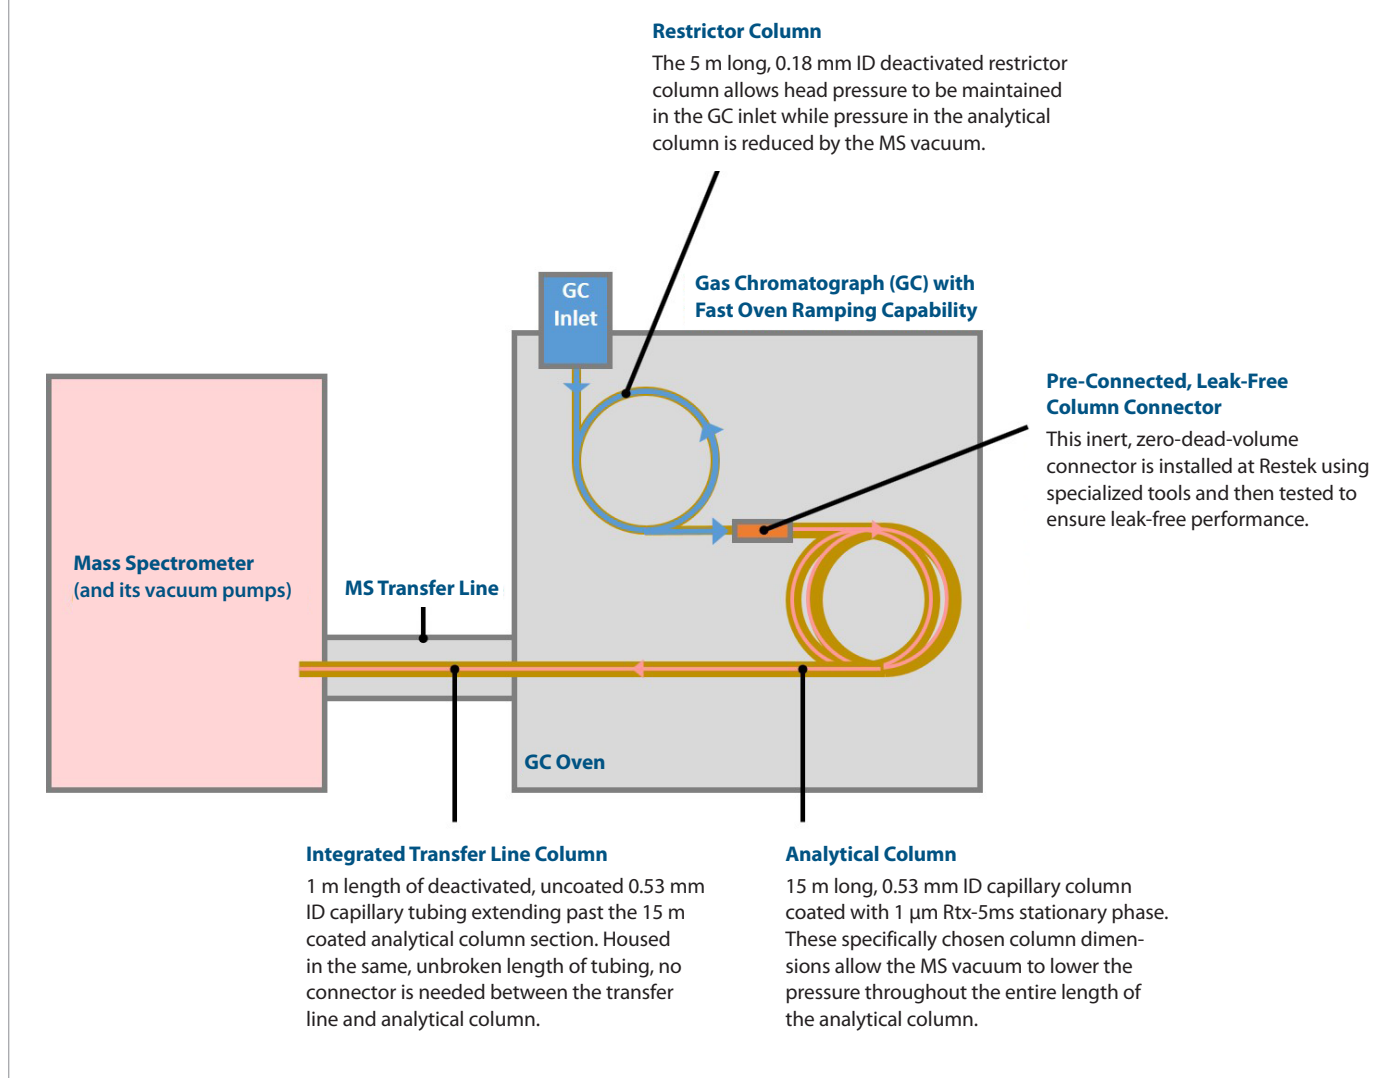 Restrictor Column
The 5 m long, 0.18 mm ID deactivated restrictor
column allows head pressure to be maintained
in the GC inlet while pressure in the analytical
column is reduced by the MS vacuum.
GC
Inlet
Gas Chromatograph (GC) with
Fast Oven Ramping Capability
Pre-Connected, Leak-Free
Column Connector
This inert, zero-dead-volume
connector is installed at Restek using
specialized tools and then tested to
ensure leak-free performance.
Mass Spectrometer
(and its vacuum pumps)
MS Transfer Line
GC Oven
Integrated Transfer Line Column
1 m length of deactivated, uncoated 0.53 mm
ID capillary tubing extending past the 15 m
coated analytical column section. Housed
in the same, unbroken length of tubing, no
connector is needed between the transfer
line and analytical column.
Analytical Column
15 m long, 0.53 mm ID capillary column
coated with 1 µm Rtx-5ms stationary phase.
These specifically chosen column dimen-
sions allow the MS vacuum to lower the
pressure throughout the entire length of
the analytical column.